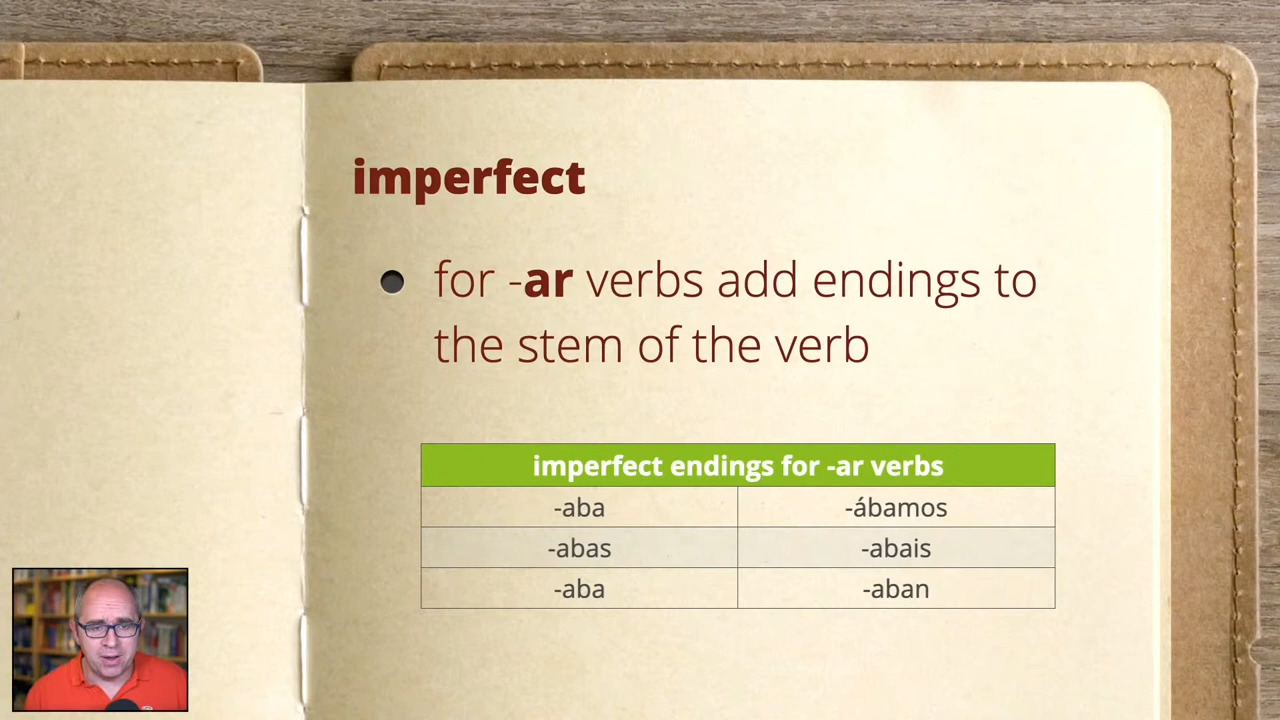 imperfect
for -ar verbs add endings to
the stem of the verb
imperfect endings for -ar verbs
-aba -ábamos
-abas -abais
-aba -aban